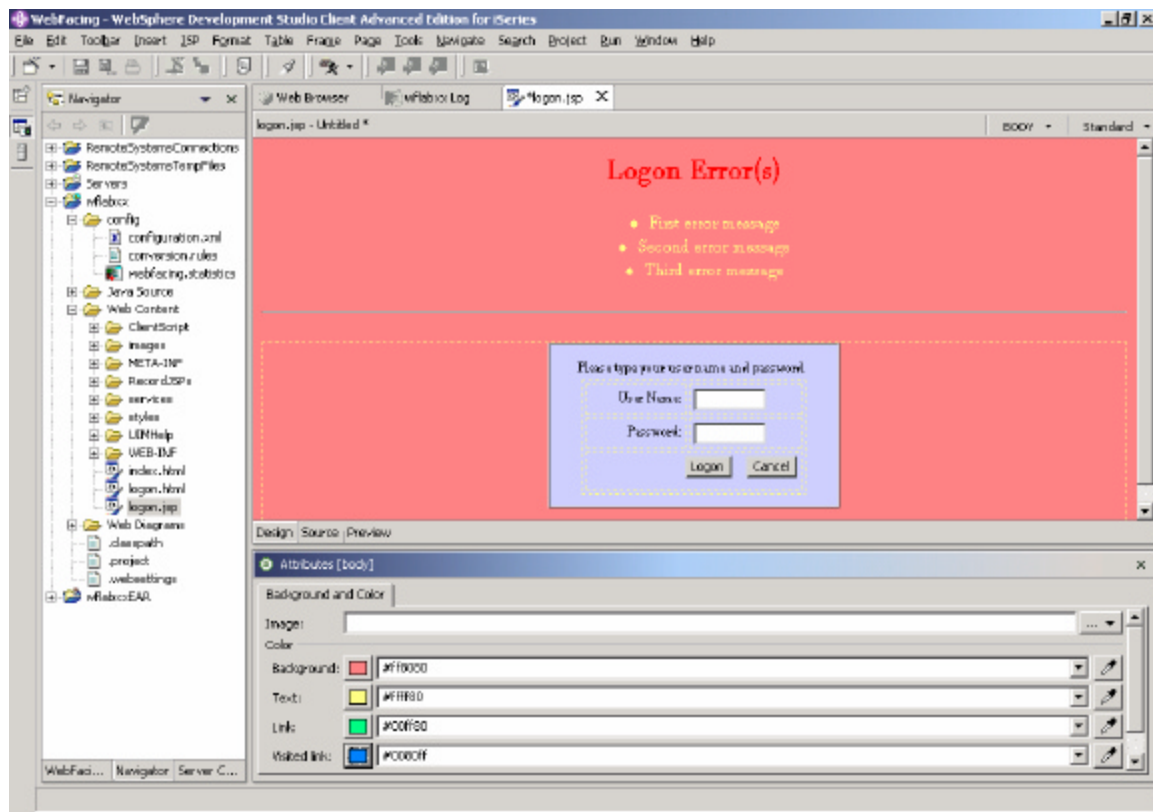 WebFacing - WebSphere Development Studio Client Advanced Edition for iSeries
File Edit Toolbar Insert JSP Format Table Frame Page Tools Navigate Search Project Run Window Help
Navigator
Web Browser
wflabxx Log
*logon.jsp
logon.jsp - Untitled *
BODY
Standard
RemoteSystemsConnections
RemoteSystemsTempFiles
Servers
wflabxx
config
configuration.xml
conversion.rules
webfacing.statistics
Java Source
Web Content
ClientScript
images
META-INF
RecordJSPs
services
styles
UIMHelp
WEB-INF
index.html
logon.html
logon.jsp
Web Diagrams
.classpath
.project
.websettings
wflabxxEAR
WebFaci... Navigator Server C...
Logon Error(s)
First error message
Second error message
Third error message
Please type your username and password
User Name:
Password:
Logon Cancel
Design Source Preview
Attributes [body]
Background and Color
Image:
...
Color
Background: #ff8080
Text: #FFFF80
Link: #00ff80
Visited link: #0080ff